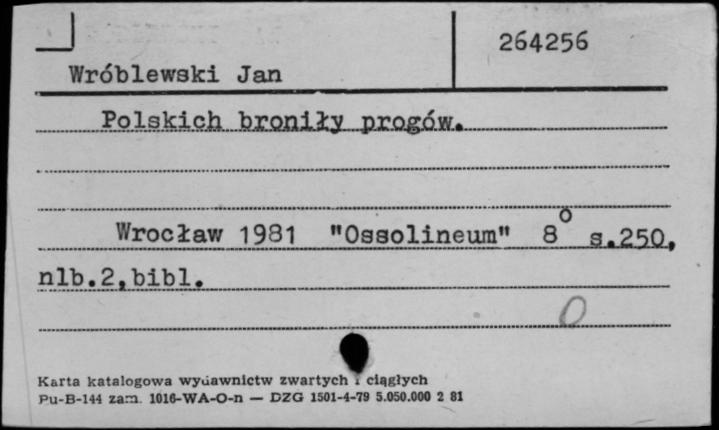 264256
Wróblewski Jan
Polskich broniły progów.
Wrocław 1981 "Ossolineum" 8° s.250,
nlb.2,bibl.
0
Karta katalogowa wydawnictw zwartych i ciągłych
Pu-B-144 zam. 1016-WA-O-n — DZG 1501-4-79 5.050.000 2 81